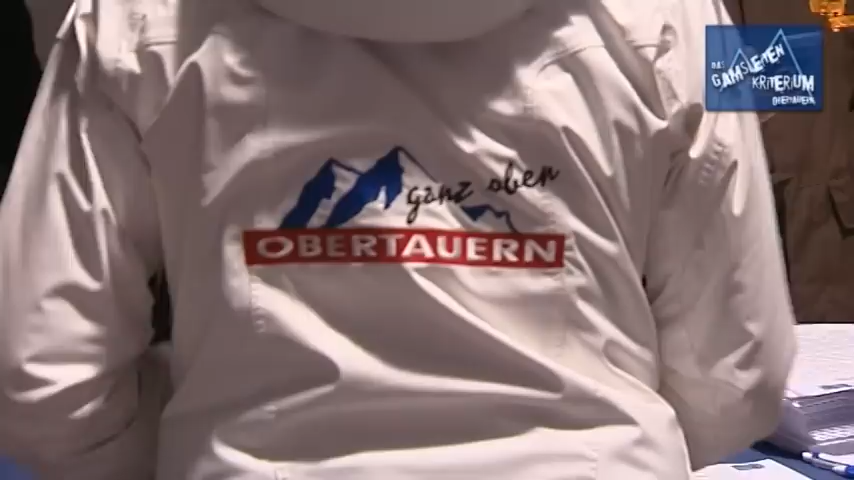 DAS
GAMSLEITEN
KRITERIUM
OBERTAUERN
ganz oben
OBERTAUERN